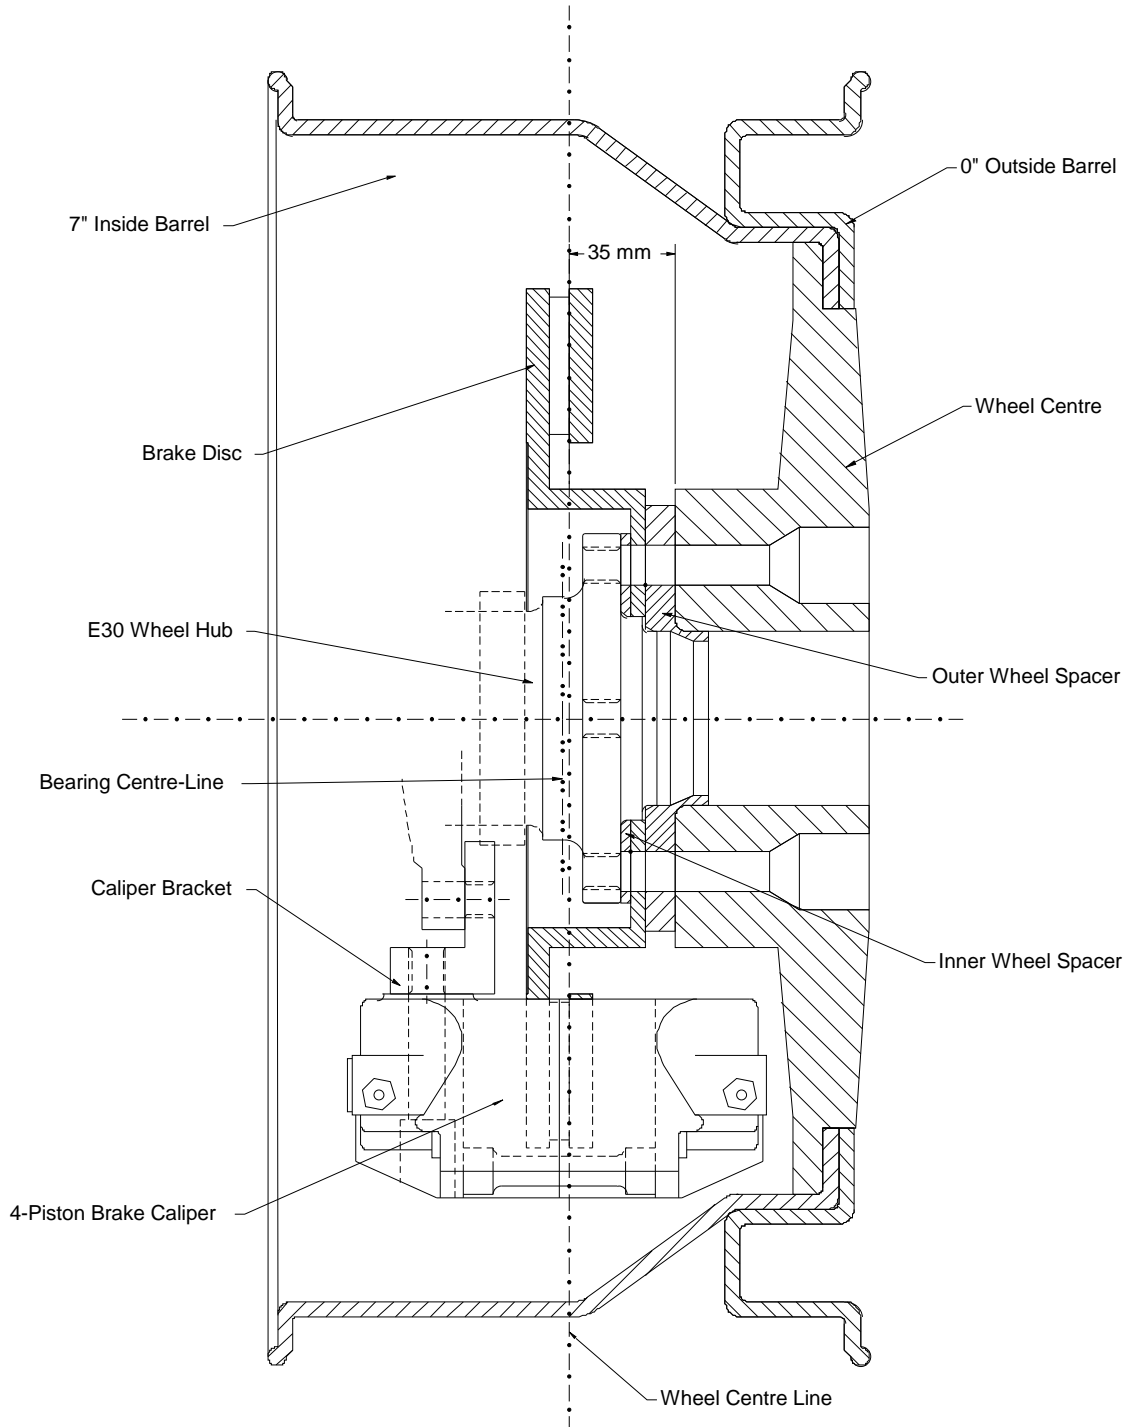 0" Outside Barrel
7" Inside Barrel
35 mm
Wheel Centre
Brake Disc
E30 Wheel Hub
Outer Wheel Spacer
Bearing Centre-Line
Caliper Bracket
Inner Wheel Spacer
4-Piston Brake Caliper
Wheel Centre Line